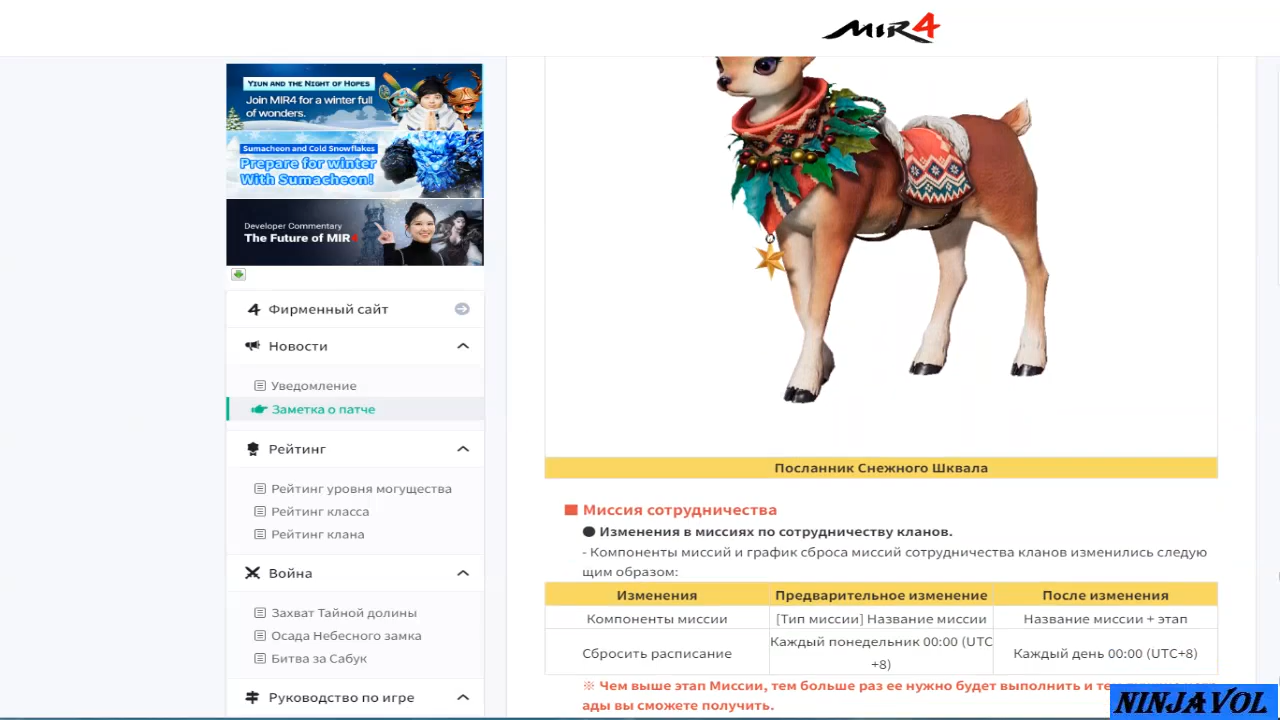 MIR4
YIUN AND THE NIGHT OF HOPES
Join MIR4 for a winter full
of wonders.
Sumacheon and Cold Snowflakes
Prepare for winter
With Sumacheon!
Developer Commentary
The Future of MIR4
4 Фирменный сайт
Новости
Уведомление
Заметка о патче
Рейтинг
Рейтинг уровня могущества
Рейтинг класса
Рейтинг клана
Война
Захват Тайной долины
Осада Небесного замка
Битва за Сабук
Руководство по игре
Посланник Снежного Шквала
Миссия сотрудничества
● Изменения в миссиях по сотрудничеству кланов.
- Компоненты миссий и график сброса миссий сотрудничества кланов изменились следую
щим образом:
Изменения Предварительное изменение После изменения
Компоненты миссии [Тип миссии] Название миссии Название миссии + этап
Сбросить расписание Каждый понедельник 00:00 (UTC
+8) Каждый день 00:00 (UTC+8)
※ Чем выше этап Миссии, тем больше раз ее нужно будет выполнить и
ады вы сможете получить.
NINJAVOL